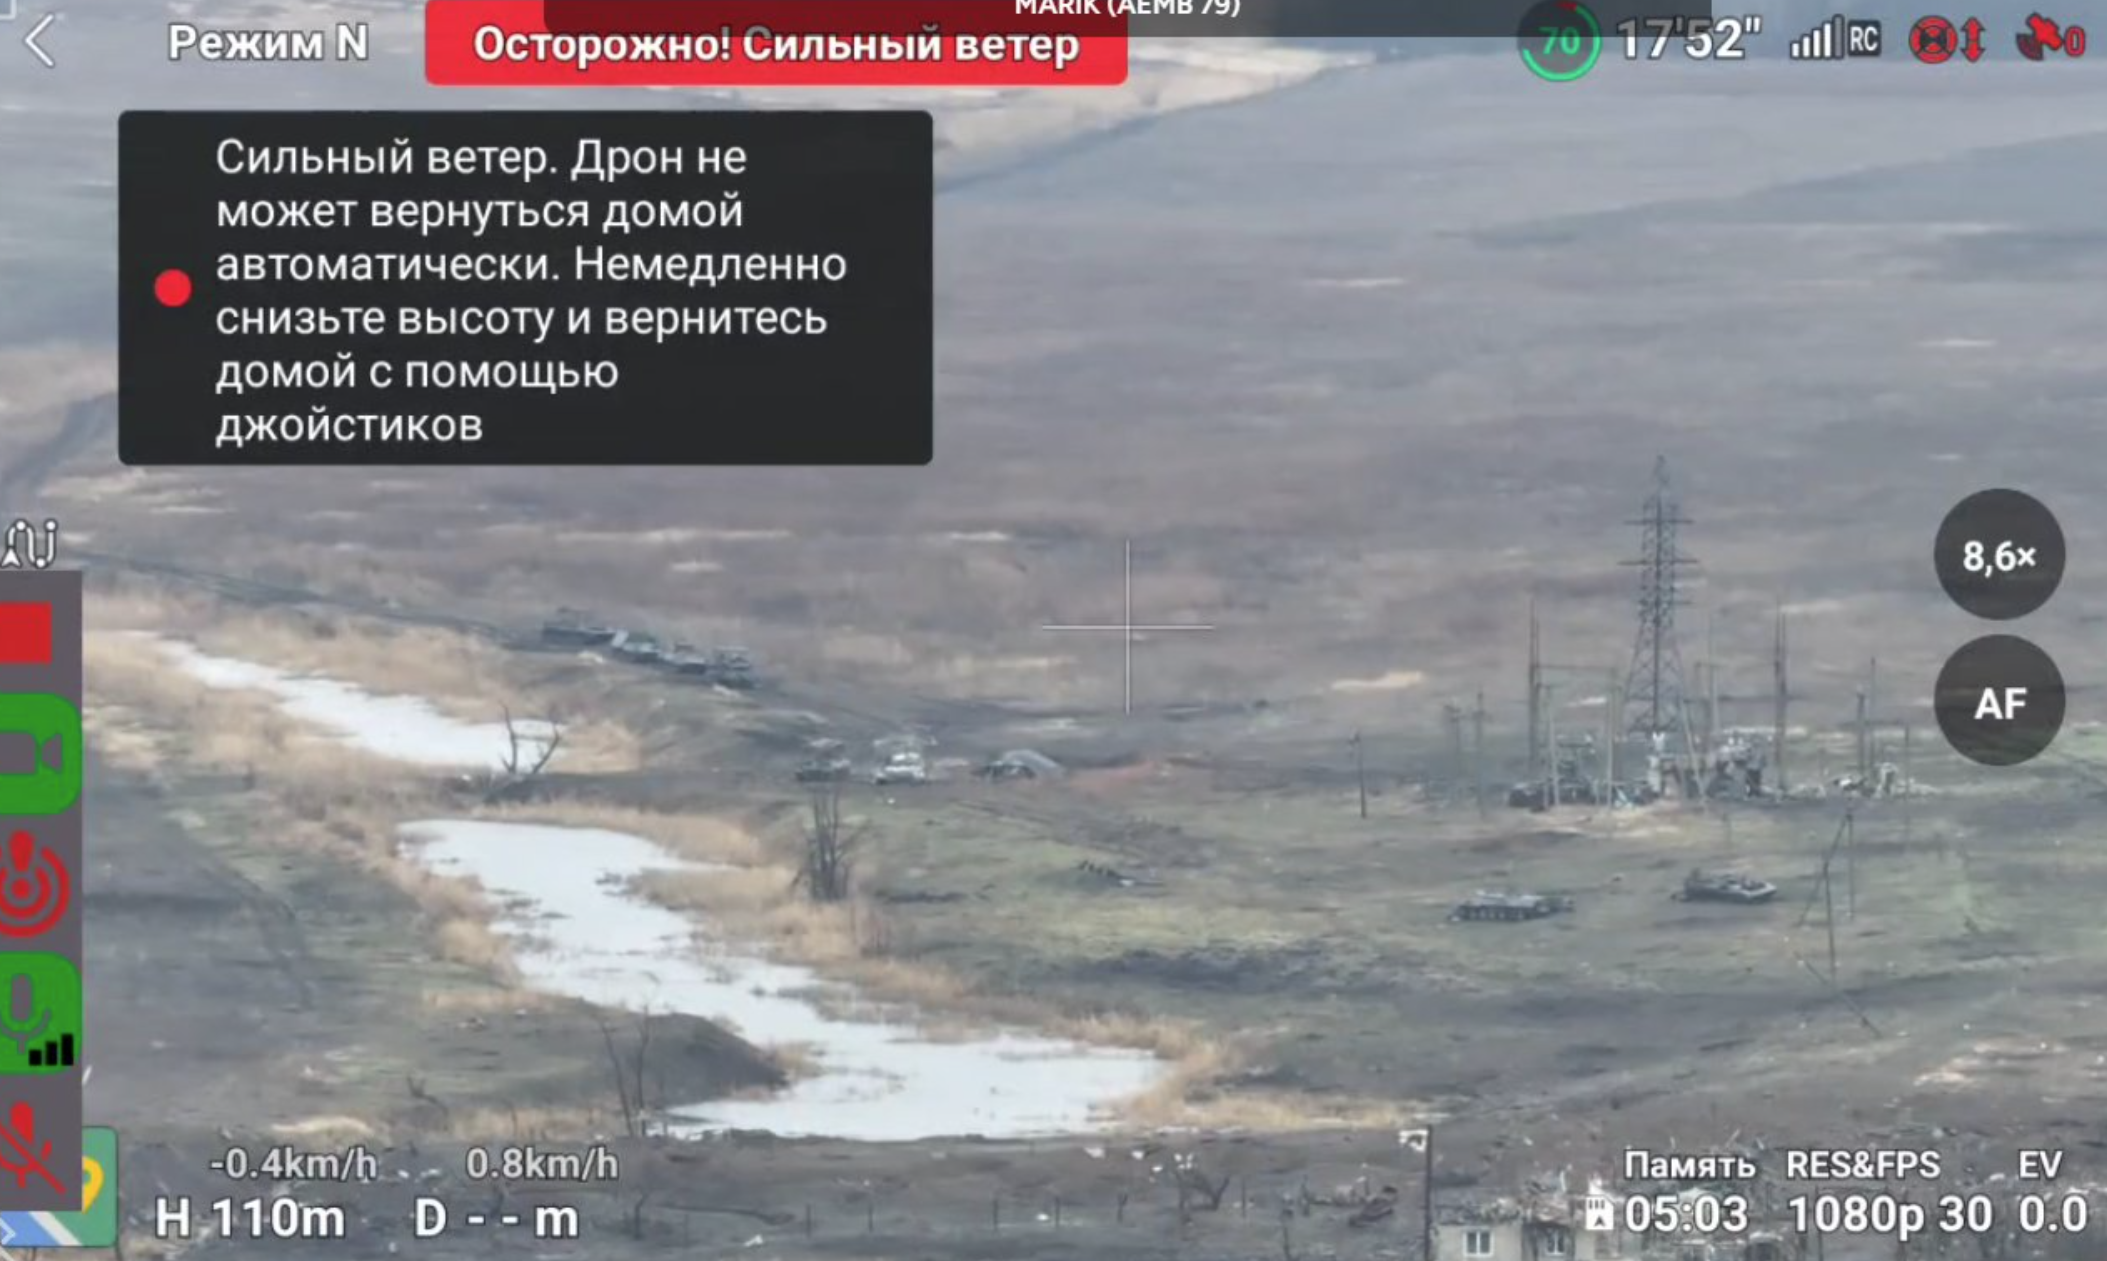 MARIK (AEMB 79)
Режим N
Осторожно! Сильный ветер
70
17'52"
RC
0
Сильный ветер. Дрон не
может вернуться домой
автоматически. Немедленно
снизьте высоту и вернитесь
домой с помощью
джойстиков
8,6×
AF
-0.4km/h
0.8km/h
H 110m
D - - m
Память
RES&FPS
EV
05:03
1080p 30
0.0